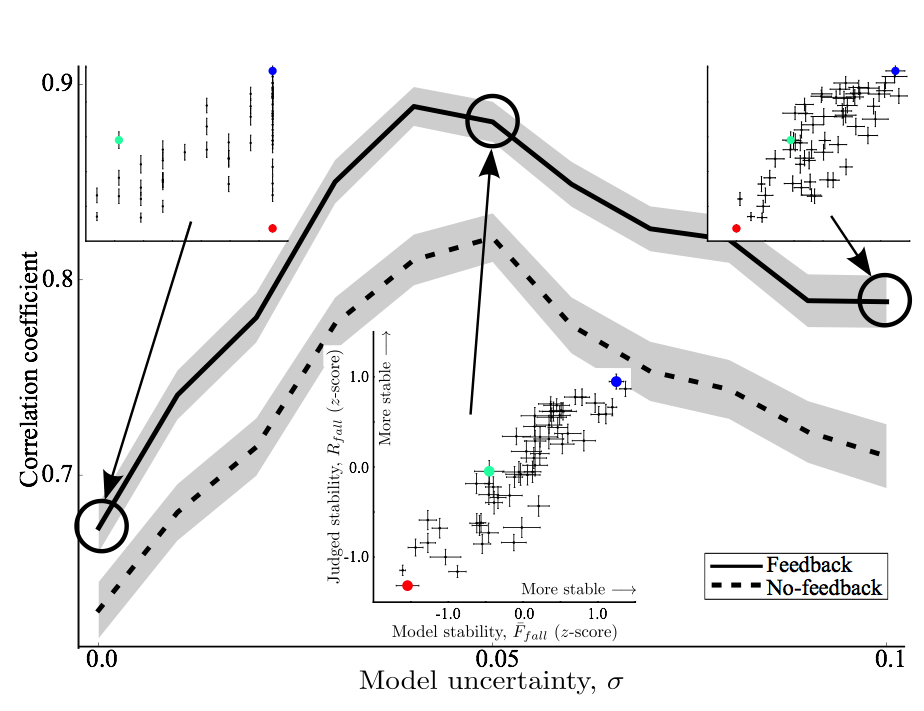 0.9
0.8
0.7
Correlation coefficient
0.0
0.05
0.1
Model uncertainty, σ
Feedback
No-feedback
1.0
0.0
-1.0
Judged stability, R_fall (z-score)
More stable ⟶
More stable ⟶
-1.0
0.0
1.0
Model stability, F̄_fall (z-score)